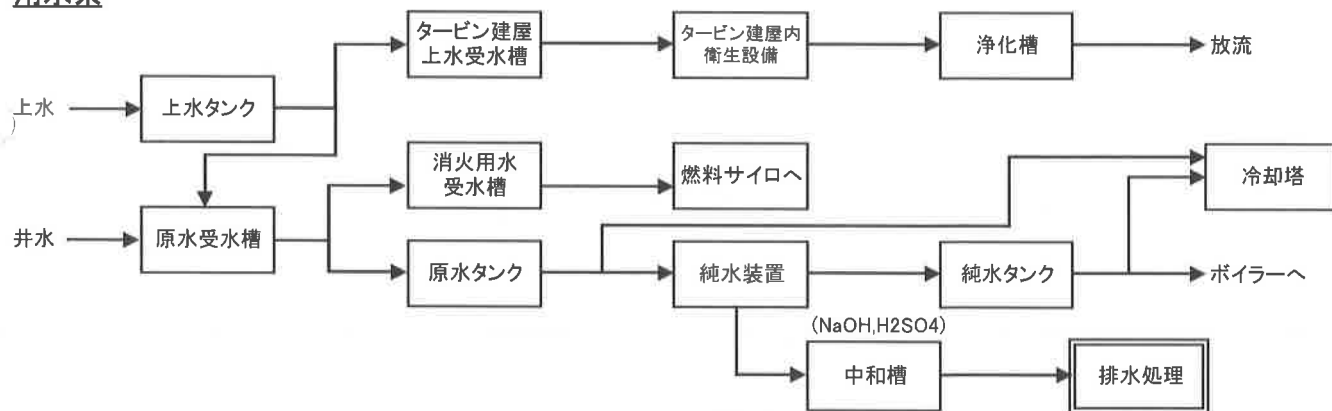 タービン建屋
上水受水槽
タービン建屋内
衛生設備
浄化槽
放流
上水
上水タンク
消火用水
受水槽
燃料サイロへ
冷却塔
井水
原水受水槽
原水タンク
純水装置
純水タンク
ボイラーへ
(NaOH,H2SO4)
中和槽
排水処理